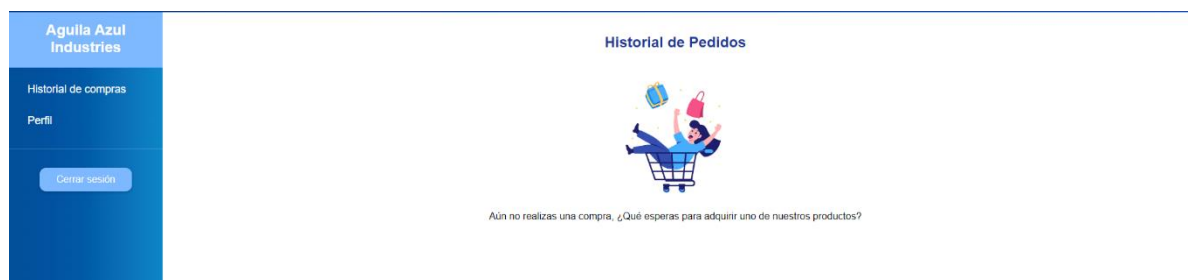 Aguila Azul
Industries
Historial de compras
Perfil
Cerrar sesión
Historial de Pedidos
Aún no realizas una compra, ¿Qué esperas para adquirir uno de nuestros productos?